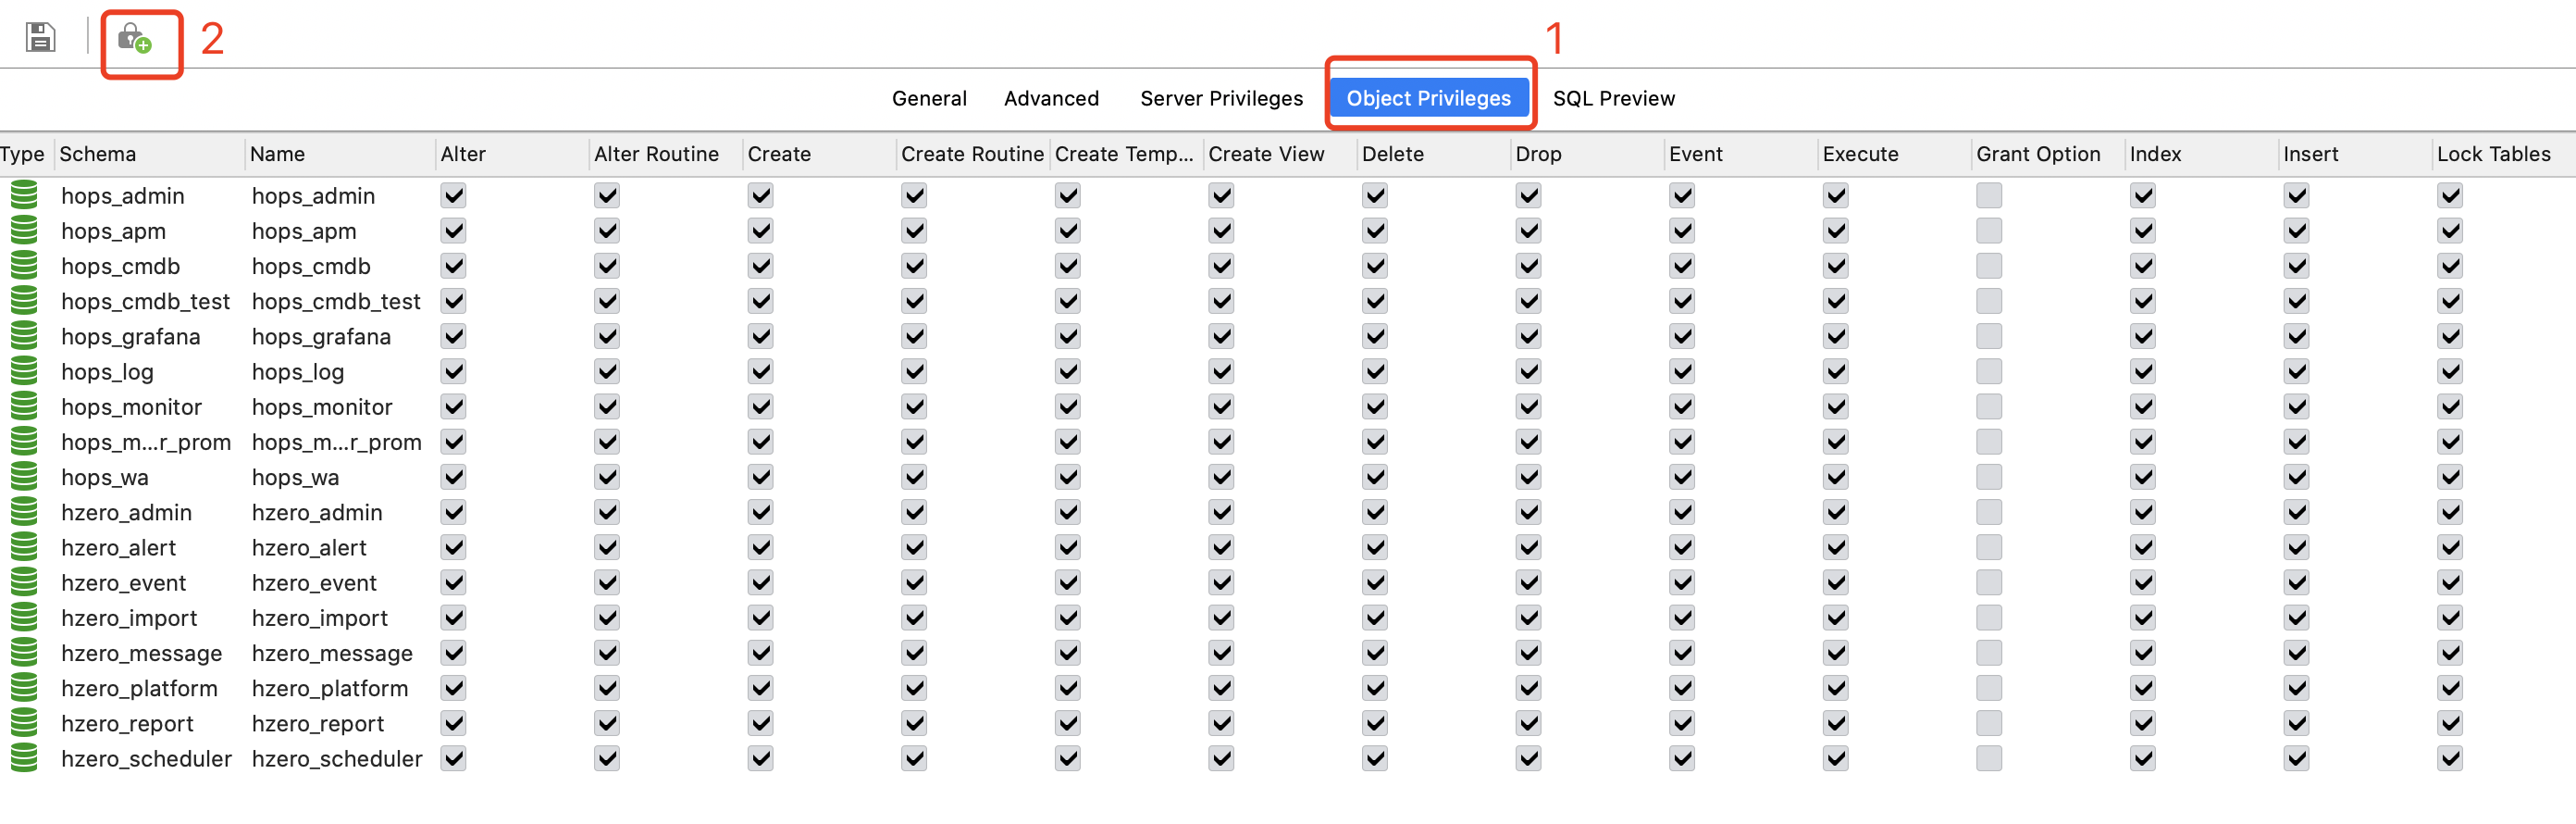 2
1
General Advanced Server Privileges Object Privileges SQL Preview
Type Schema Name Alter Alter Routine Create Create Routine Create Temp... Create View Delete Drop Event Execute Grant Option Index Insert Lock Tables
hops_admin hops_admin
hops_apm hops_apm
hops_cmdb hops_cmdb
hops_cmdb_test hops_cmdb_test
hops_grafana hops_grafana
hops_log hops_log
hops_monitor hops_monitor
hops_m...r_prom hops_m...r_prom
hops_wa hops_wa
hzero_admin hzero_admin
hzero_alert hzero_alert
hzero_event hzero_event
hzero_import hzero_import
hzero_message hzero_message
hzero_platform hzero_platform
hzero_report hzero_report
hzero_scheduler hzero_scheduler